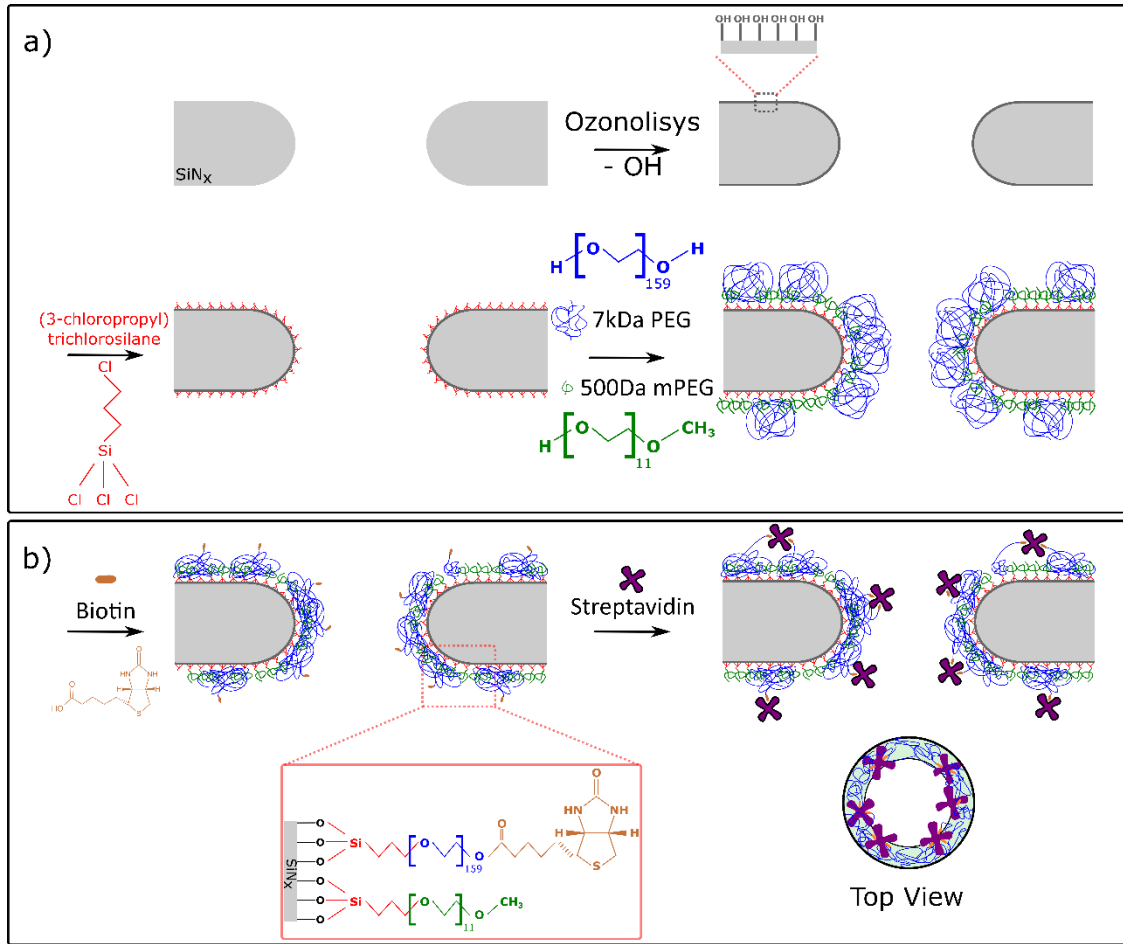 a)
OH OH OH OH OH OH
SiNx
Ozonolisys
- OH
(3-chloropropyl)
trichlorosilane
Cl
Si
Cl Cl Cl
H O O H
159
7kDa PEG
500Da mPEG
H O O CH3
11
b)
Biotin
O
HN NH
H H
O
HO S
Streptavidin
SiNx
O
O Si O O O
O 159
O
HN NH
H H
S
O
O Si O O CH3
O 11
Top View